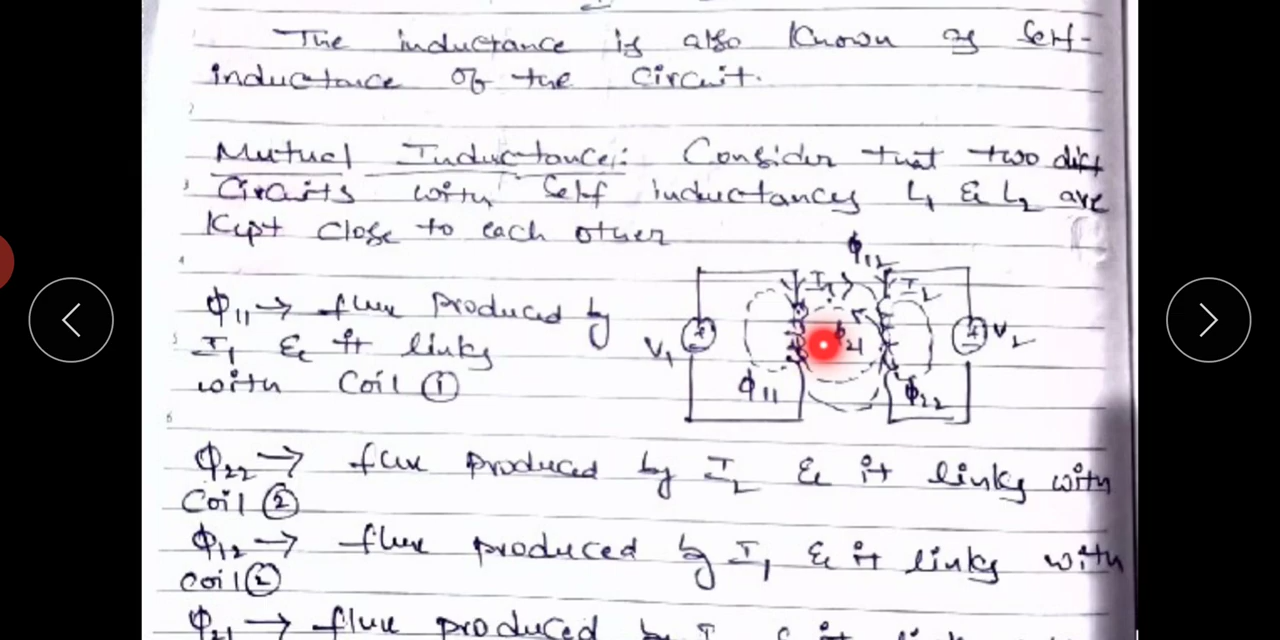 The inductance is also known as self-
inductance of the circuit.
Mutual Inductance: Consider that two diff
circuits with self inductances L₁ & L₂ are
kept close to each other
ϕ₁₂
I₁ I₂
ϕ₁₁ → flux produced by
I₁ & it links
with Coil ①
V₁ ϕ₂₁ V₂
ϕ₁₁ ϕ₂₂
ϕ₂₂ → flux produced by I₂ & it links with
Coil ②
ϕ₁₂ → flux produced by I₁ & it links with
coil ②
ϕ₂₁ → flux produced by I & it links